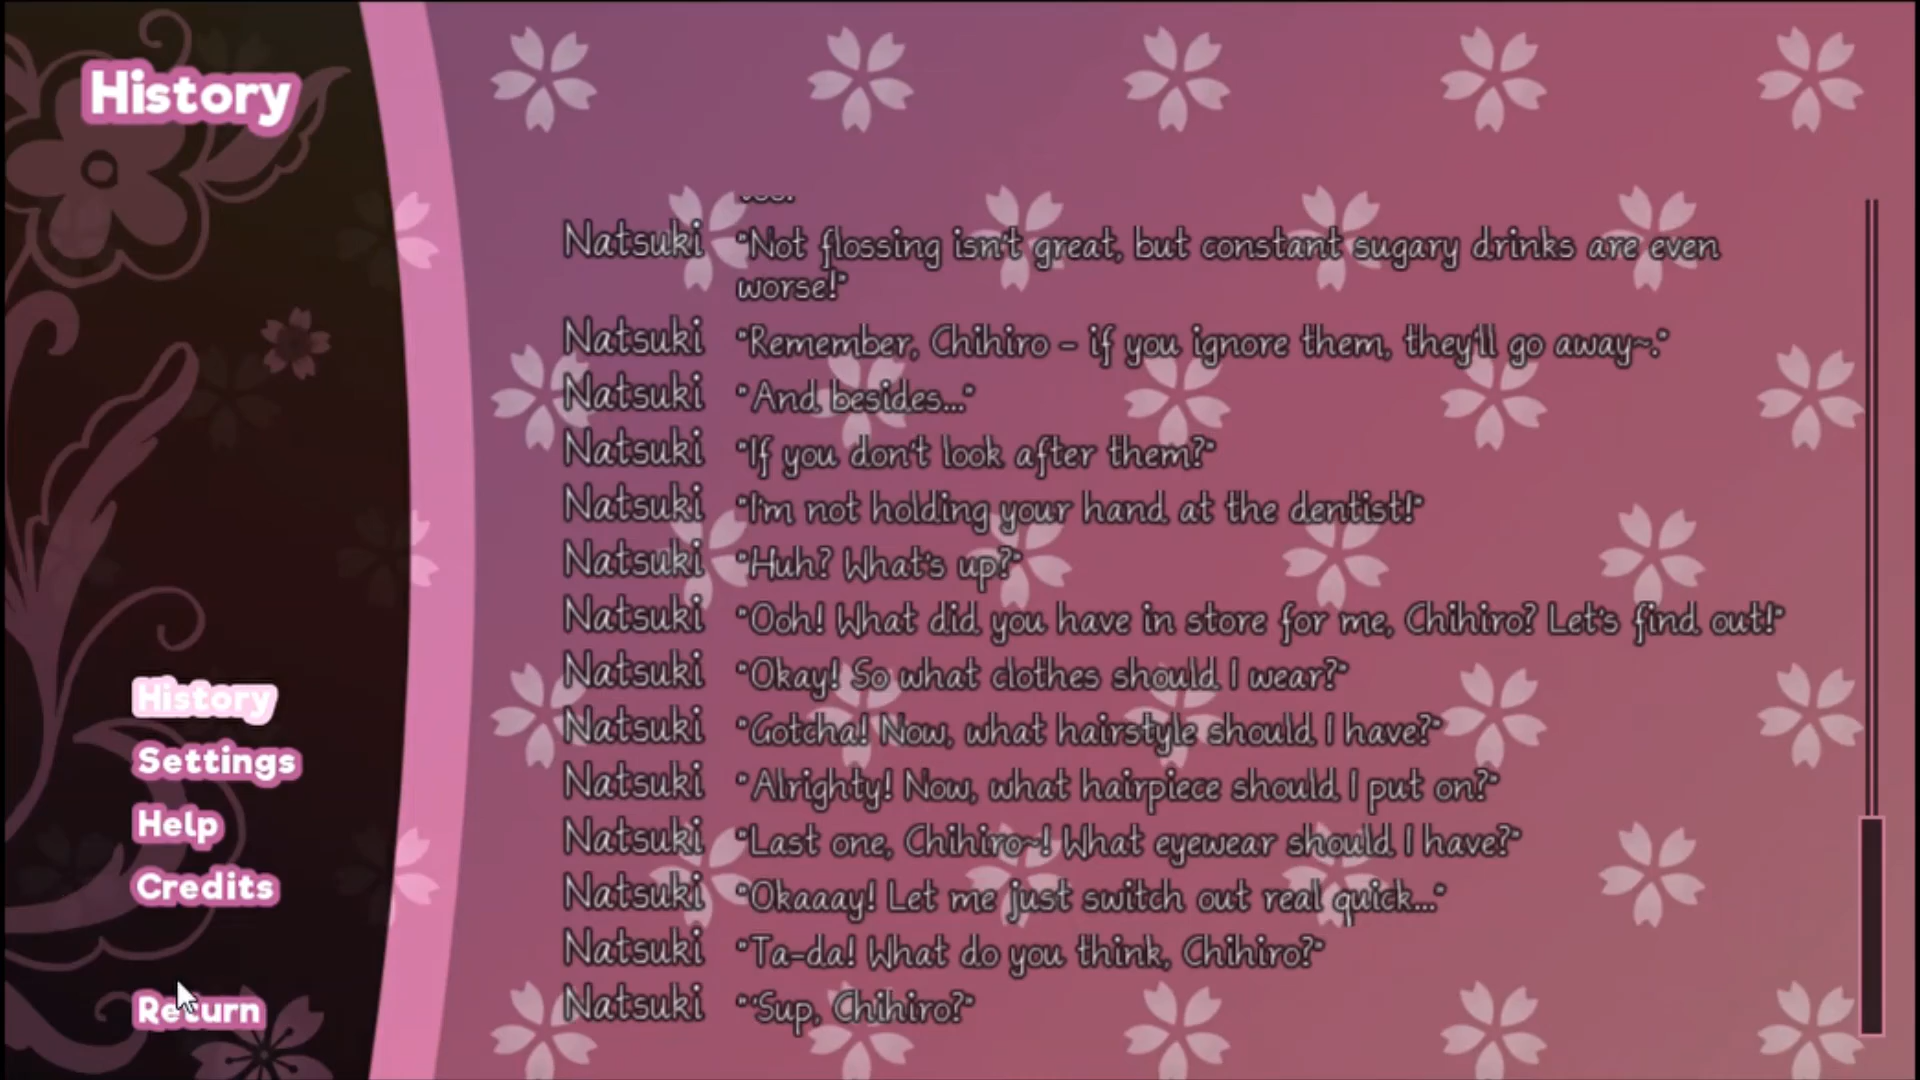 History
Natsuki "Not flossing isn't great, but constant sugary drinks are even
worse!"
Natsuki "Remember, Chihiro - if you ignore them, they'll go away~."
Natsuki "And besides..."
Natsuki "If you don't look after them?"
Natsuki "I'm not holding your hand at the dentist!"
Natsuki "Huh? What's up?"
Natsuki "Ooh! What did you have in store for me, Chihiro? Let's find out!"
Natsuki "Okay! So what clothes should I wear?"
Natsuki "Gotcha! Now, what hairstyle should I have?"
Natsuki "Alrighty! Now, what hairpiece should I put on?"
Natsuki "Last one, Chihiro~! What eyewear should I have?"
Natsuki "Okaaay! Let me just switch out real quick..."
Natsuki "Ta-da! What do you think, Chihiro?"
Natsuki "'Sup, Chihiro?"
History
Settings
Help
Credits
Return